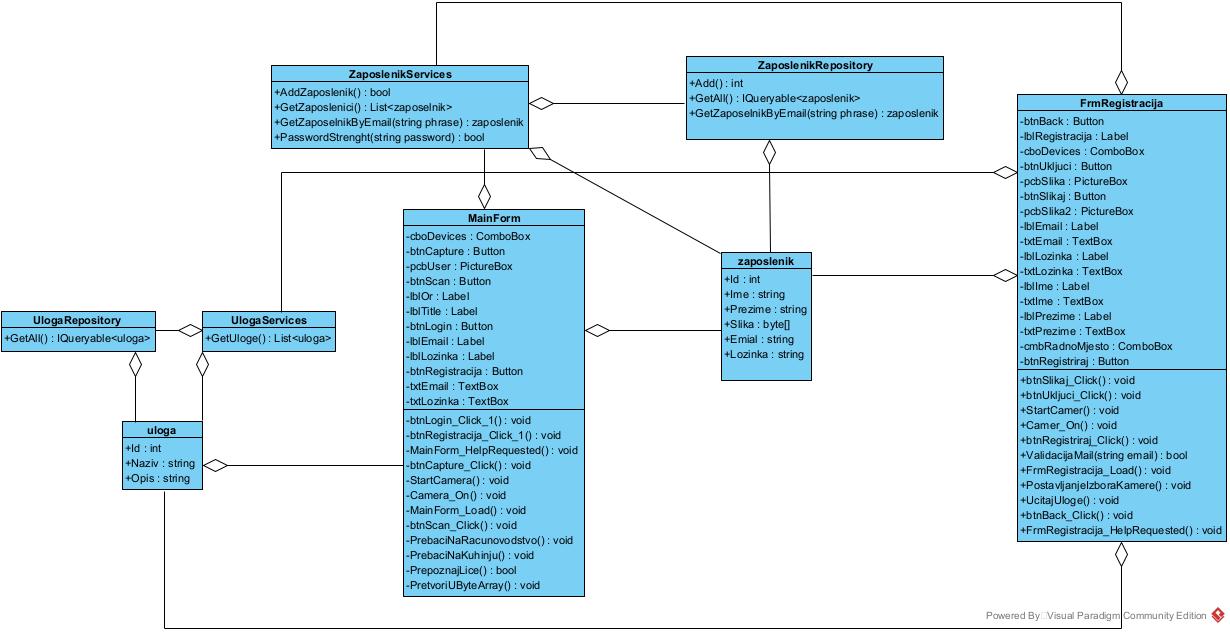 ZaposlenikServices
+AddZaposlenik() : bool
+GetZaposlenici() : List<zaposelnik>
+GetZaposelnikByEmail(string phrase) : zaposlenik
+PasswordStrenght(string password) : bool
ZaposlenikRepository
+Add() : int
+GetAll() : IQueryable<zaposlenik>
+GetZaposelnikByEmail(string phrase) : zaposlenik
FrmRegistracija
-btnBack : Button
-lblRegistracija : Label
-cboDevices : ComboBox
-btnUkljuci : Button
-pcbSlika : PictureBox
-btnSlikaj : Button
-pcbSlika2 : PictureBox
-lblEmail : Label
-txtEmail : TextBox
-lblLozinka : Label
-txtLozinka : TextBox
-lblIme : Label
-txtIme : TextBox
-lblPrezime : Label
-txtPrezime : TextBox
-cmbRadnoMjesto : ComboBox
-btnRegistriraj : Button
+btnSlikaj_Click() : void
+btnUkljuci_Click() : void
+StartCamer() : void
+Camer_On() : void
+btnRegistriraj_Click() : void
+ValidacijaMail(string email) : bool
+FrmRegistracija_Load() : void
+PostavljanjeIzboraKamere() : void
+UcitajUloge() : void
+btnBack_Click() : void
+FrmRegistracija_HelpRequested() : void
MainForm
-cboDevices : ComboBox
-btnCapture : Button
-pcbUser : PictureBox
-btnScan : Button
-lblOr : Label
-lblTitle : Label
-btnLogin : Button
-lblEmail : Label
-lblLozinka : Label
-btnRegistracija : Button
-txtEmail : TextBox
-txtLozinka : TextBox
-btnLogin_Click_1() : void
-btnRegistracija_Click_1() : void
-MainForm_HelpRequested() : void
-btnCapture_Click() : void
-StartCamera() : void
-Camera_On() : void
-MainForm_Load() : void
-btnScan_Click() : void
-PrebaciNaRacunovodstvo() : void
-PrebaciNaKuhinju() : void
-PrepoznajLice() : bool
-PretvoriUByteArray() : void
zaposlenik
+Id : int
+Ime : string
+Prezime : string
+Slika : byte[]
+Emial : string
+Lozinka : string
UlogaRepository
+GetAll() : IQueryable<uloga>
UlogaServices
+GetUloge() : List<uloga>
uloga
+Id : int
+Naziv : string
+Opis : string
Powered By Visual Paradigm Community Edition